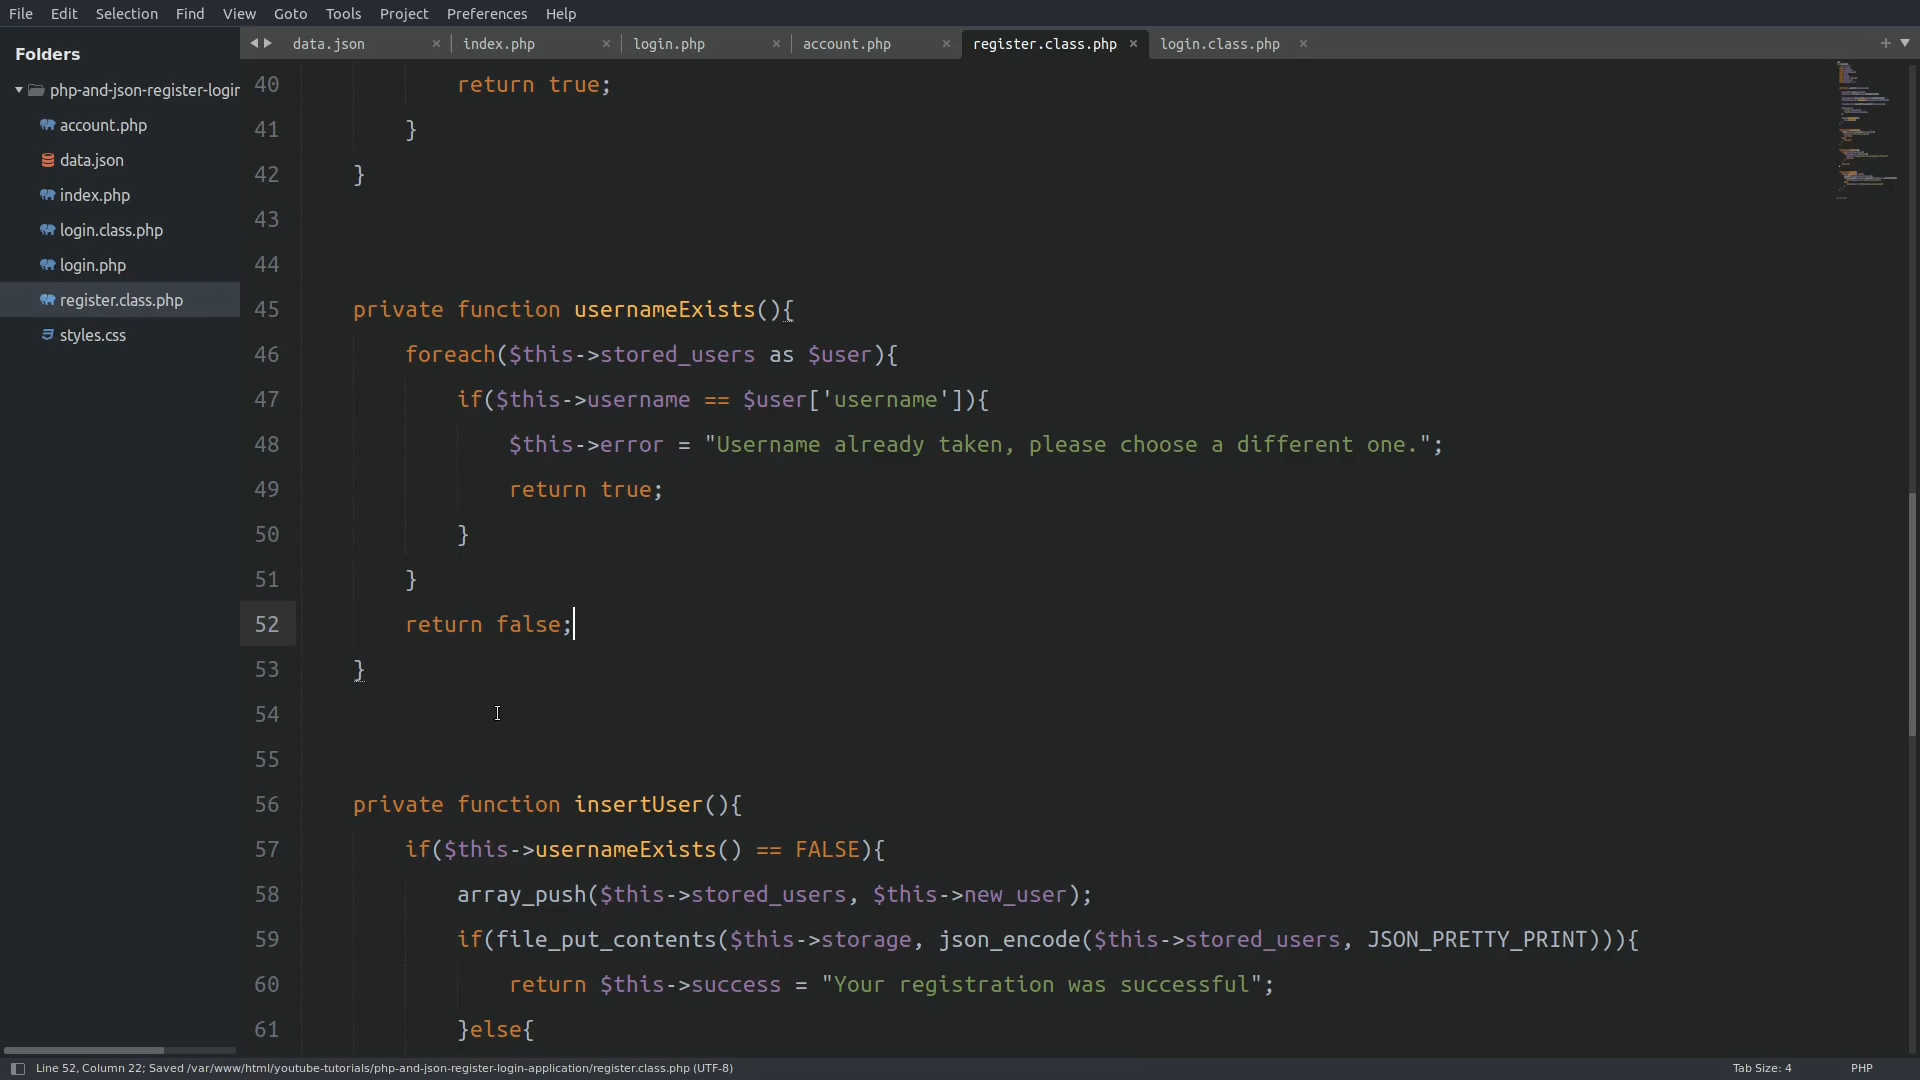 File Edit Selection Find View Goto Tools Project Preferences Help
Folders
php-and-json-register-login
account.php
data.json
index.php
login.class.php
login.php
register.class.php
styles.css
data.json × index.php × login.php × account.php × register.class.php × login.class.php ×
40 return true;
41 }
42 }
43
44
45 private function usernameExists(){
46 foreach($this->stored_users as $user){
47 if($this->username == $user['username']){
48 $this->error = "Username already taken, please choose a different one.";
49 return true;
50 }
51 }
52 return false;
53 }
54
55
56 private function insertUser(){
57 if($this->usernameExists() == FALSE){
58 array_push($this->stored_users, $this->new_user);
59 if(file_put_contents($this->storage, json_encode($this->stored_users, JSON_PRETTY_PRINT))){
60 return $this->success = "Your registration was successful";
61 }else{
Line 52, Column 22; Saved /var/www/html/youtube-tutorials/php-and-json-register-login-application/register.class.php (UTF-8) Tab Size: 4 PHP